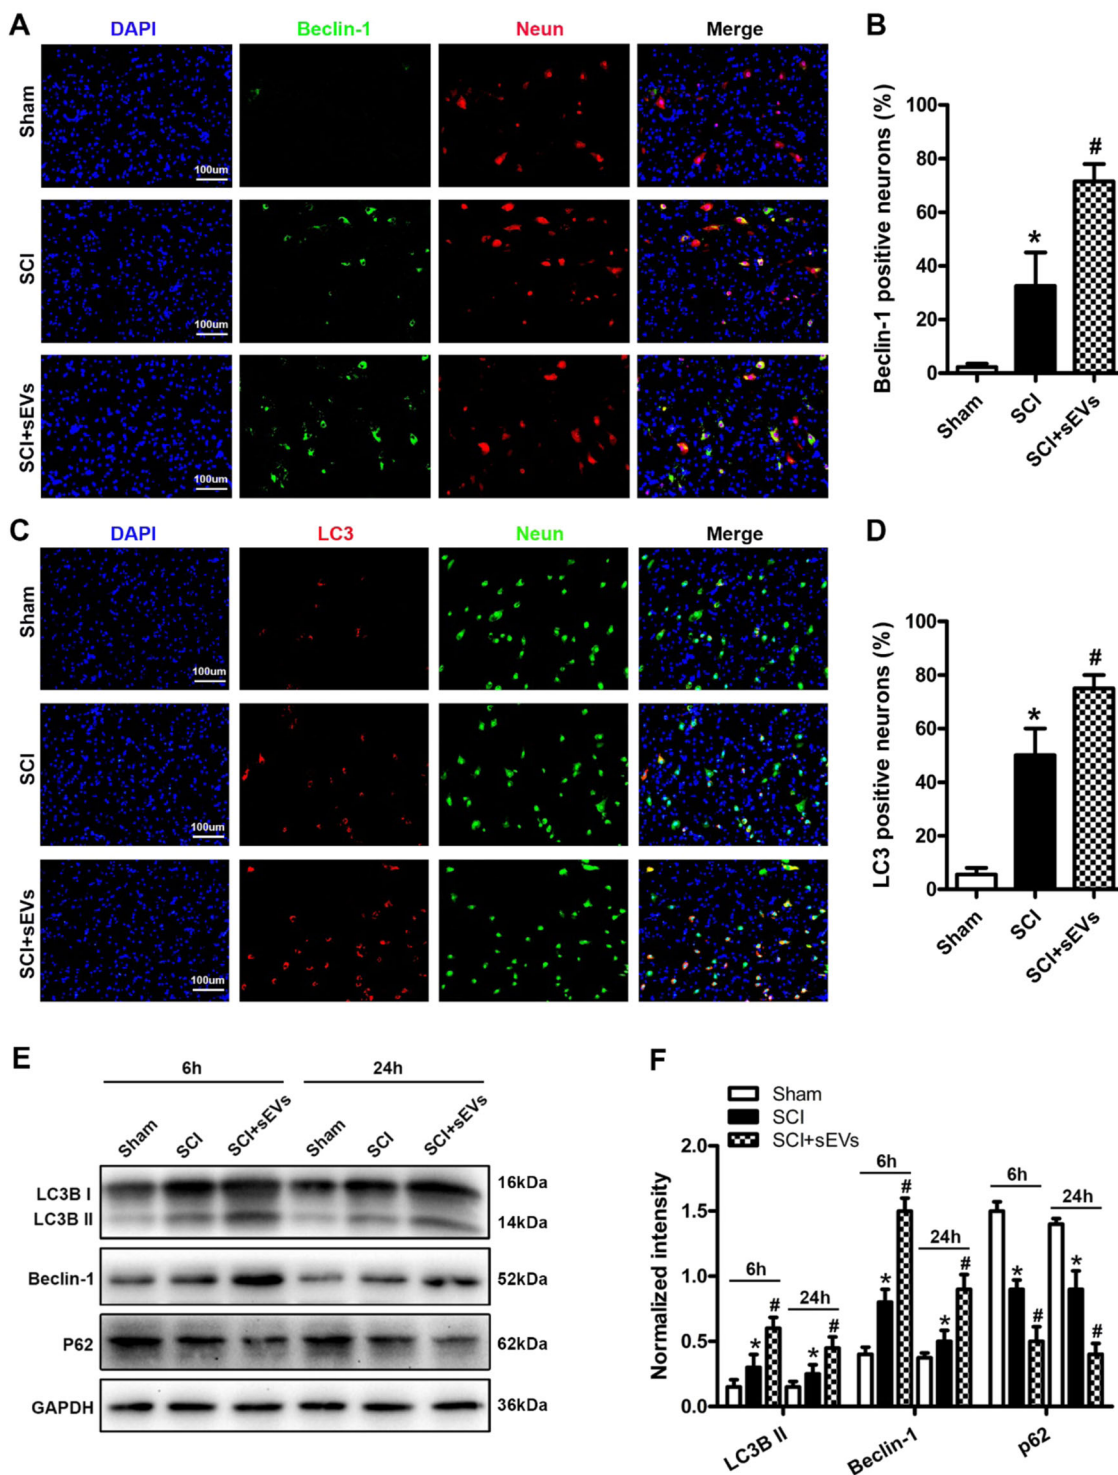 A
DAPI Beclin-1 Neun Merge
Sham
100um
SCI
100um
SCI+sEVs
100um
B
Beclin-1 positive neurons (%)
100
80
60
40
20
0
*
#
Sham SCI SCI+sEVs
C
DAPI LC3 Neun Merge
Sham
100um
SCI
100um
SCI+sEVs
100um
D
LC3 positive neurons (%)
100
80
60
40
20
0
*
#
Sham SCI SCI+sEVs
E
6h 24h
Sham SCI SCI+sEVs Sham SCI SCI+sEVs
LC3B I 16kDa
LC3B II 14kDa
Beclin-1 52kDa
P62 62kDa
GAPDH 36kDa
F
Sham
SCI
SCI+sEVs
Normalized intensity
2.0
1.5
1.0
0.5
0.0
6h 24h 6h 24h 6h 24h
* # * # * # * # * # * #
LC3B II Beclin-1 p62